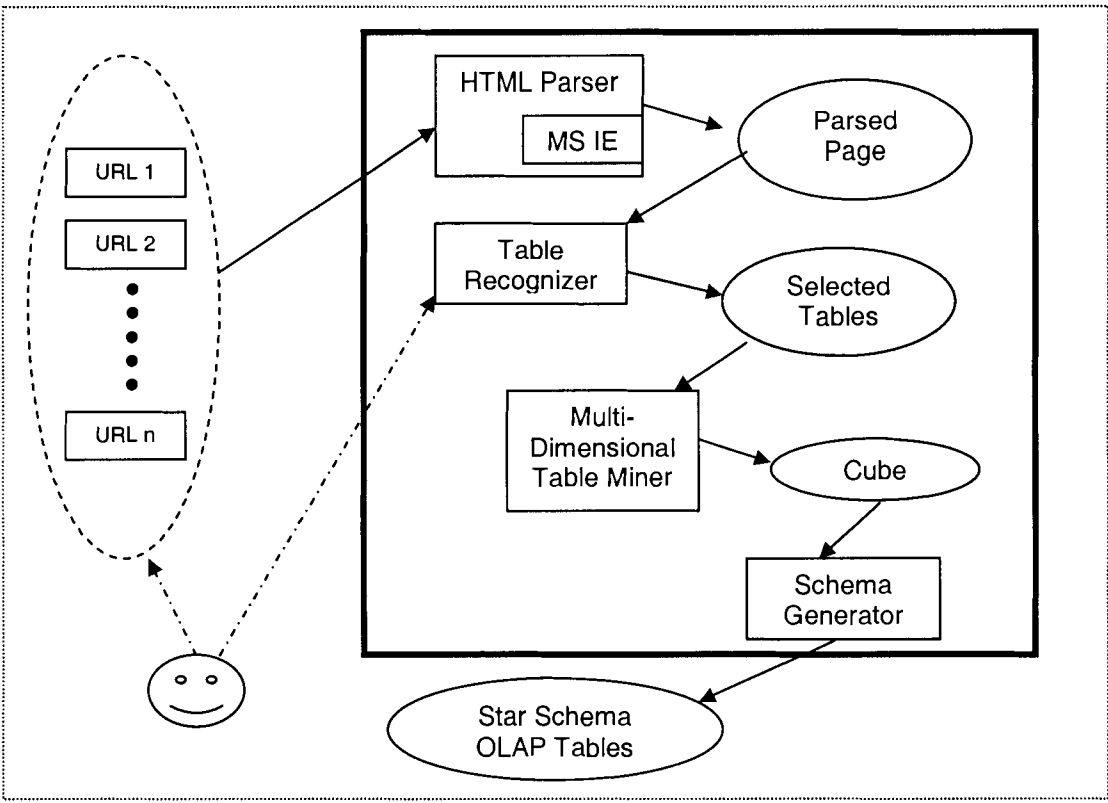 URL 1
URL 2
URL n
HTML Parser
MS IE
Parsed
Page
Table
Recognizer
Selected
Tables
Multi-
Dimensional
Table Miner
Cube
Schema
Generator
Star Schema
OLAP Tables